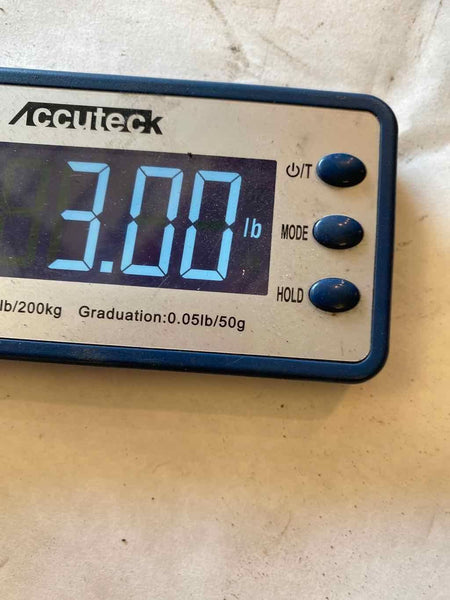 Accuteck
3.00 lb
⏻/T
MODE
HOLD
lb/200kg Graduation:0.05lb/50g